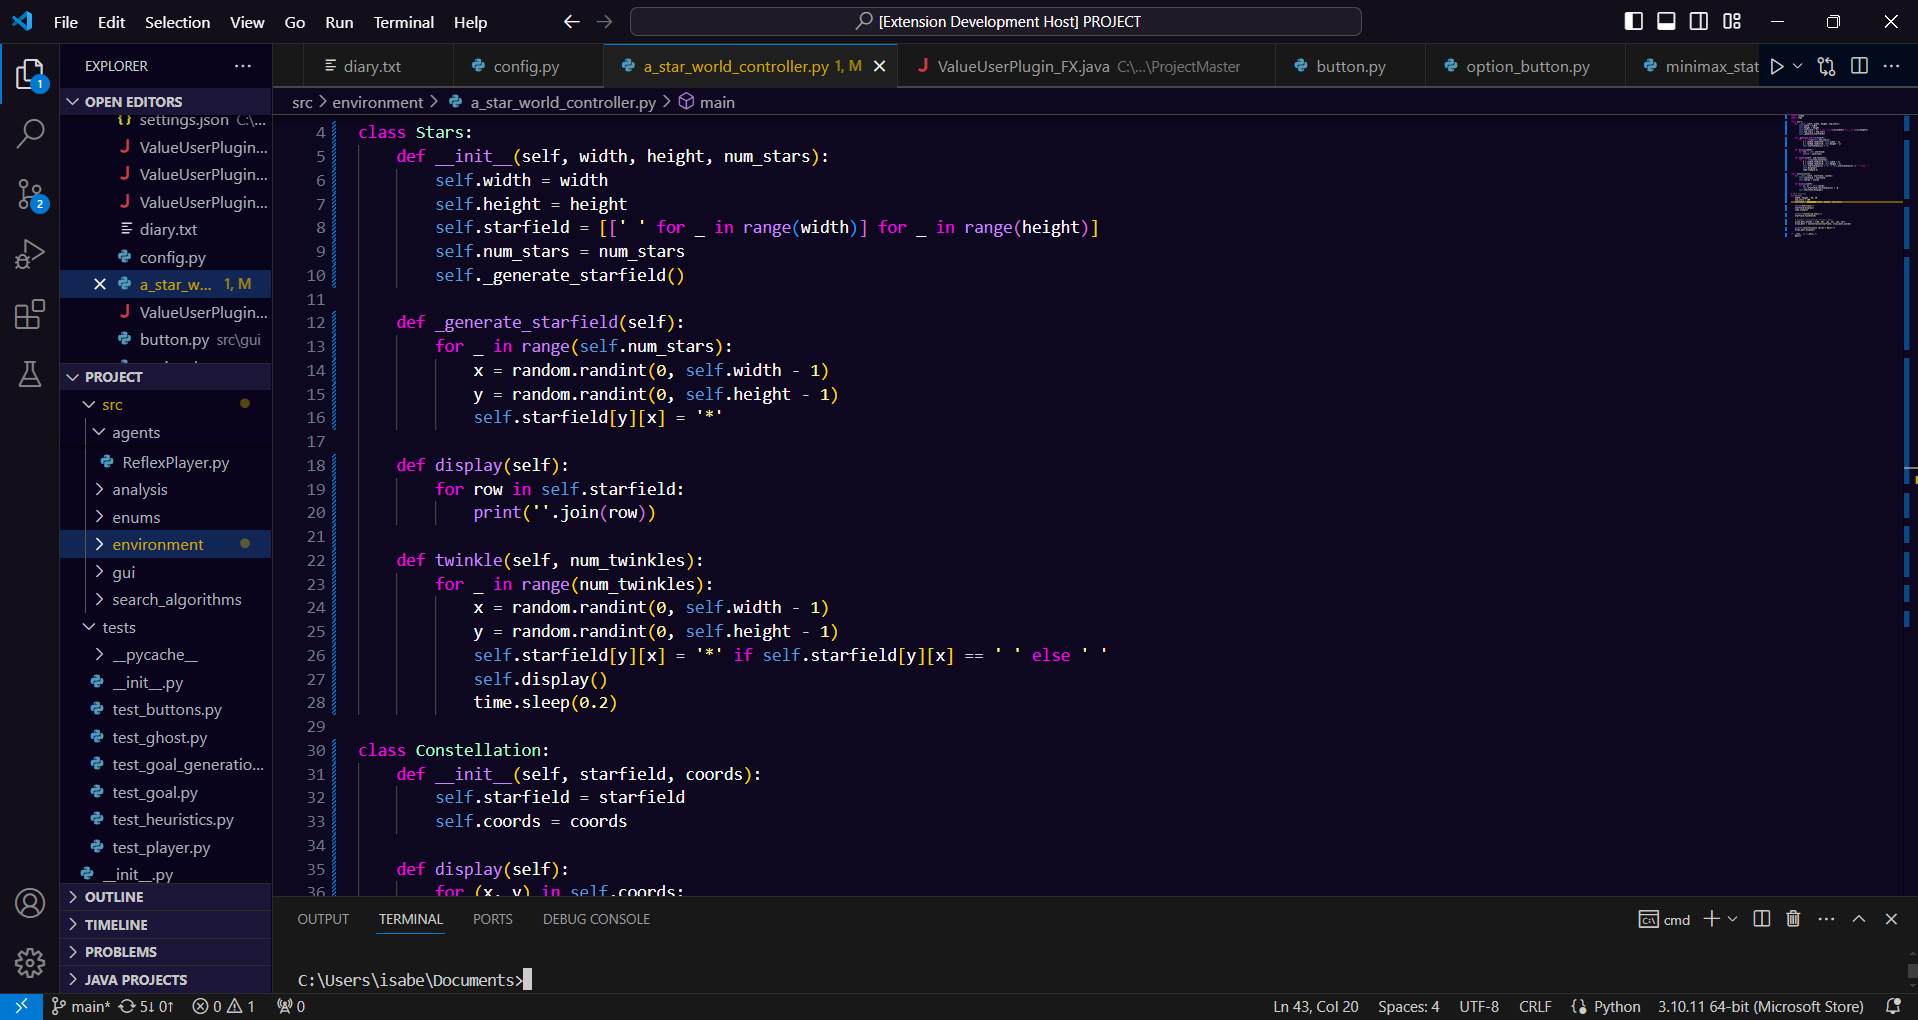 File Edit Selection View Go Run Terminal Help
[Extension Development Host] PROJECT
EXPLORER
diary.txt
config.py
a_star_world_controller.py 1, M
ValueUserPlugin_FX.java C:\...\ProjectMaster
button.py
option_button.py
minimax_stat
src > environment > a_star_world_controller.py > main
OPEN EDITORS
settings.json C:\...
ValueUserPlugin...
ValueUserPlugin...
ValueUserPlugin...
diary.txt
config.py
a_star_w... 1, M
ValueUserPlugin...
button.py src\gui
PROJECT
src
agents
ReflexPlayer.py
analysis
enums
environment
gui
search_algorithms
tests
__pycache__
__init__.py
test_buttons.py
test_ghost.py
test_goal_generatio...
test_goal.py
test_heuristics.py
test_player.py
__init__.py
OUTLINE
TIMELINE
PROBLEMS
JAVA PROJECTS
1
2
4 class Stars:
5 def __init__(self, width, height, num_stars):
6 self.width = width
7 self.height = height
8 self.starfield = [[' ' for _ in range(width)] for _ in range(height)]
9 self.num_stars = num_stars
10 self._generate_starfield()
11
12 def _generate_starfield(self):
13 for _ in range(self.num_stars):
14 x = random.randint(0, self.width - 1)
15 y = random.randint(0, self.height - 1)
16 self.starfield[y][x] = '*'
17
18 def display(self):
19 for row in self.starfield:
20 print(''.join(row))
21
22 def twinkle(self, num_twinkles):
23 for _ in range(num_twinkles):
24 x = random.randint(0, self.width - 1)
25 y = random.randint(0, self.height - 1)
26 self.starfield[y][x] = '*' if self.starfield[y][x] == ' ' else ' '
27 self.display()
28 time.sleep(0.2)
29
30 class Constellation:
31 def __init__(self, starfield, coords):
32 self.starfield = starfield
33 self.coords = coords
34
35 def display(self):
36 for (x, y) in self.coords:
OUTPUT TERMINAL PORTS DEBUG CONSOLE
cmd
C:\Users\isabe\Documents>
main* 5↓ 0↑ 0 1 0
Ln 43, Col 20 Spaces: 4 UTF-8 CRLF Python 3.10.11 64-bit (Microsoft Store)